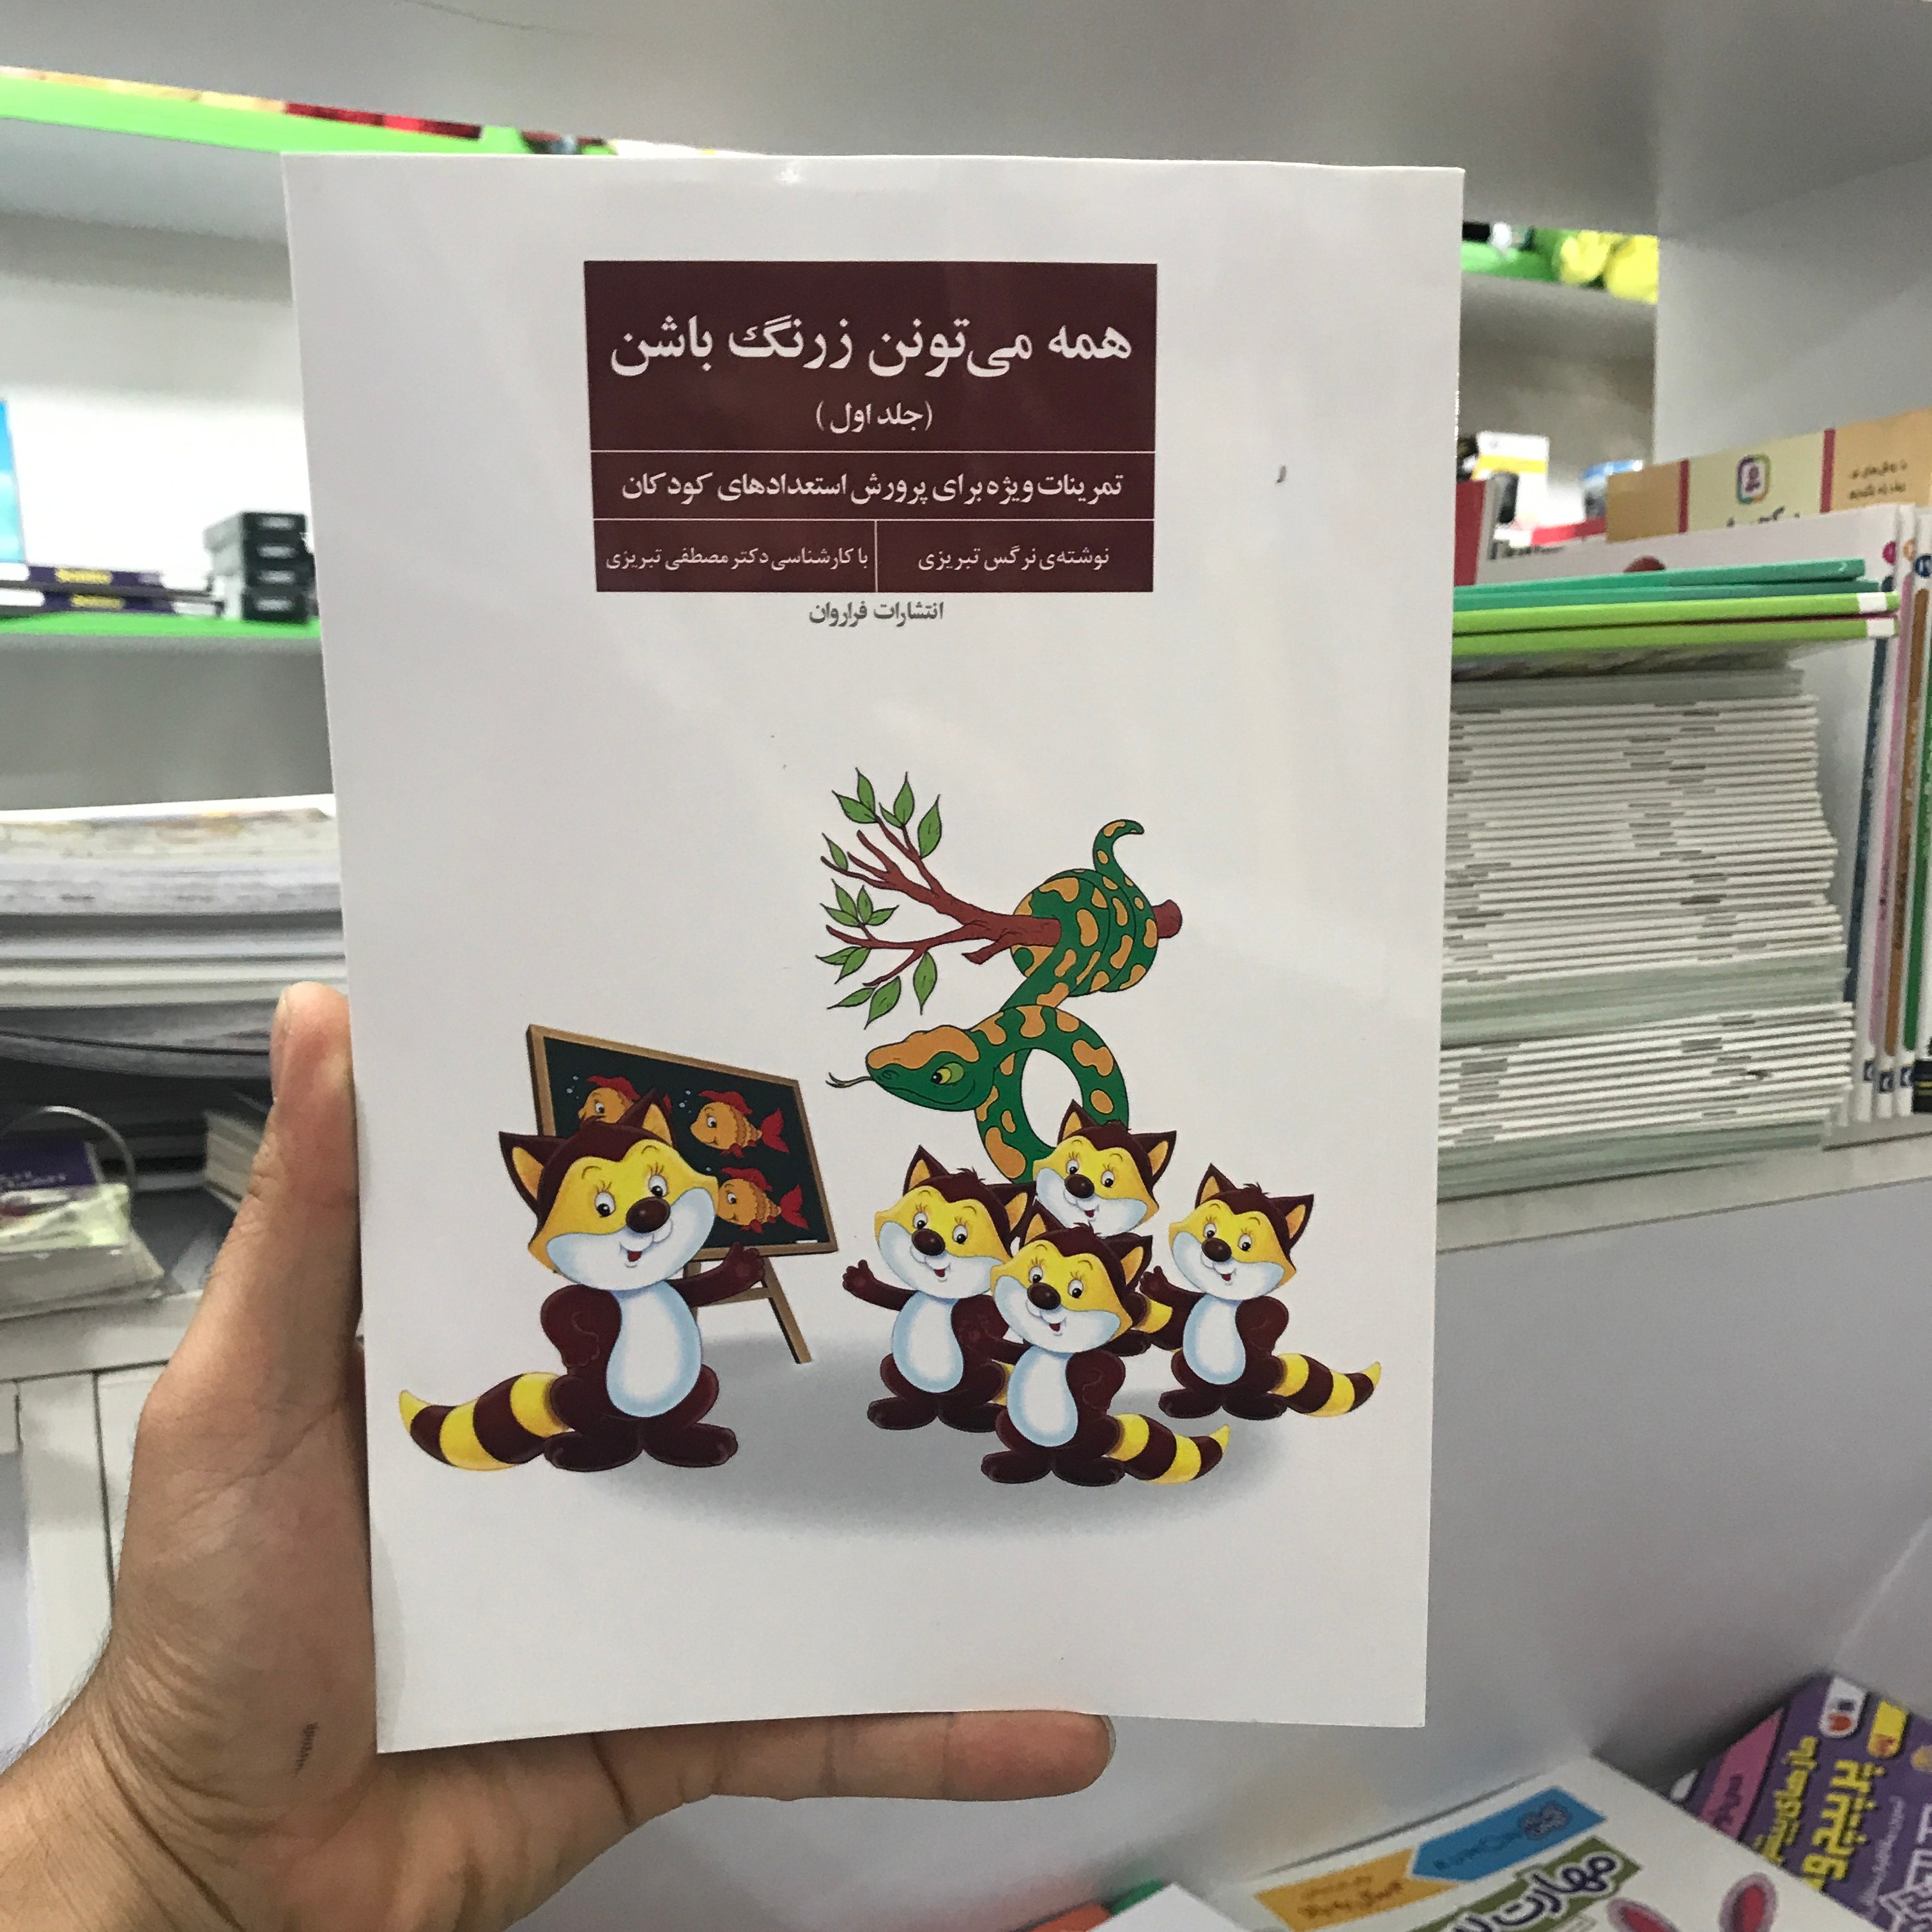 همه می‌تونن زرنگ باشن
(جلد اول)
تمرینات ویژه برای پرورش استعدادهای کودکان
نوشته‌ی نرگس تبریزی
با کارشناسی دکتر مصطفی تبریزی
انتشارات فراروان
مهارت